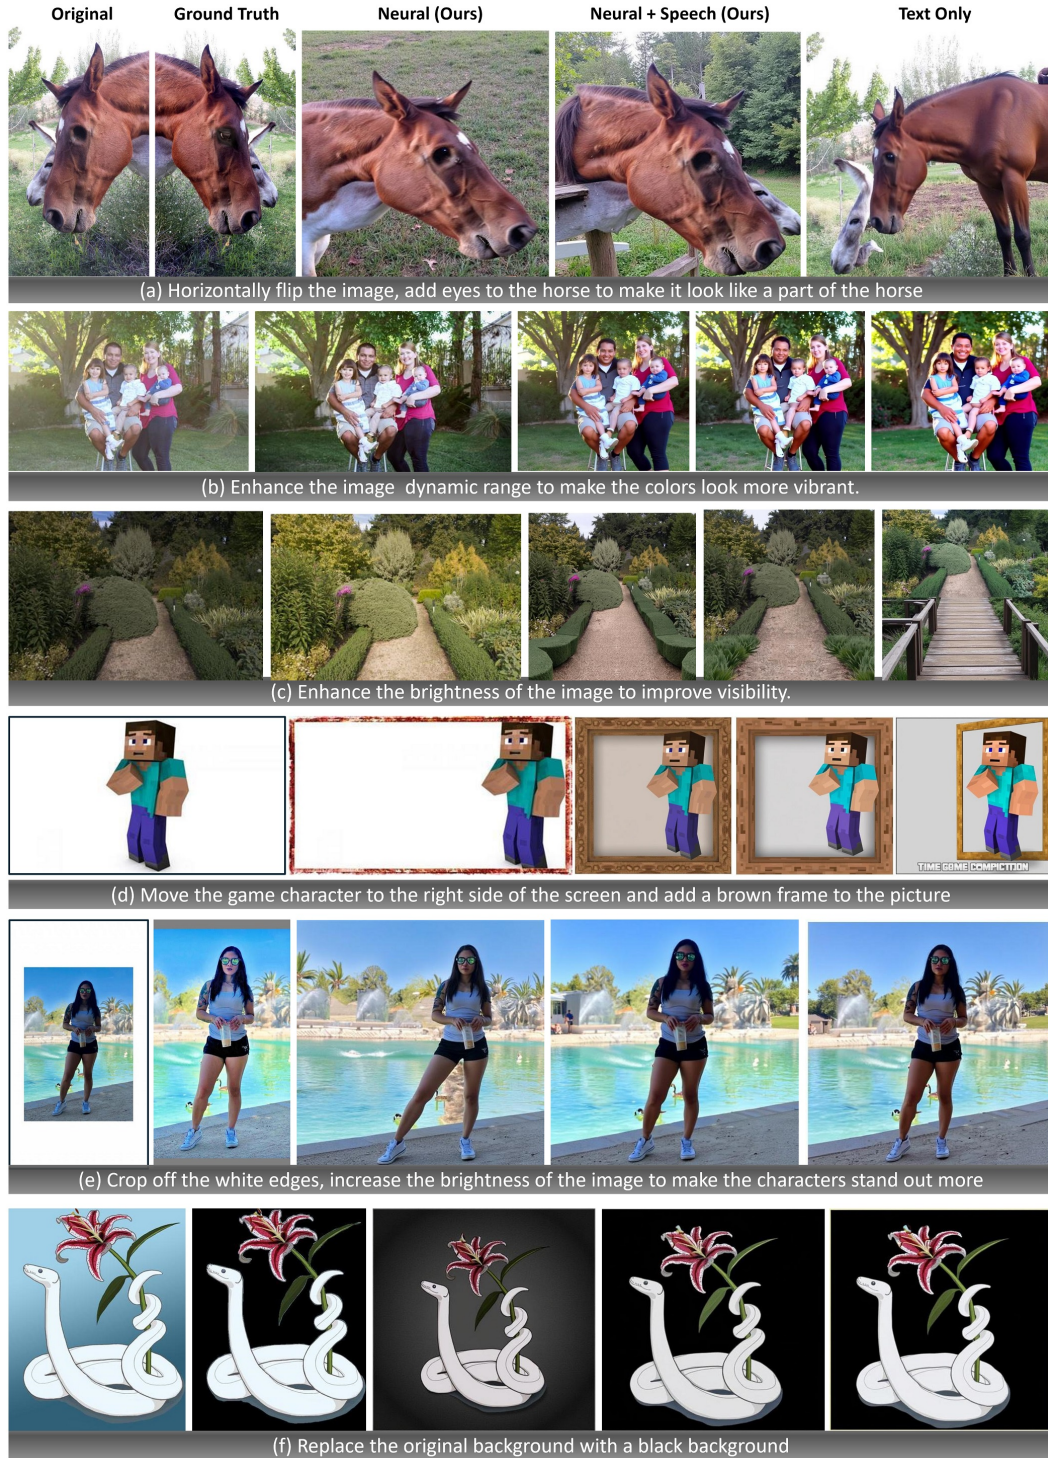 Original Ground Truth Neural (Ours) Neural + Speech (Ours) Text Only
(a) Horizontally flip the image, add eyes to the horse to make it look like a part of the horse
(b) Enhance the image dynamic range to make the colors look more vibrant.
(c) Enhance the brightness of the image to improve visibility.
TIME GAME COMPICTION
(d) Move the game character to the right side of the screen and add a brown frame to the picture
(e) Crop off the white edges, increase the brightness of the image to make the characters stand out more
(f) Replace the original background with a black background